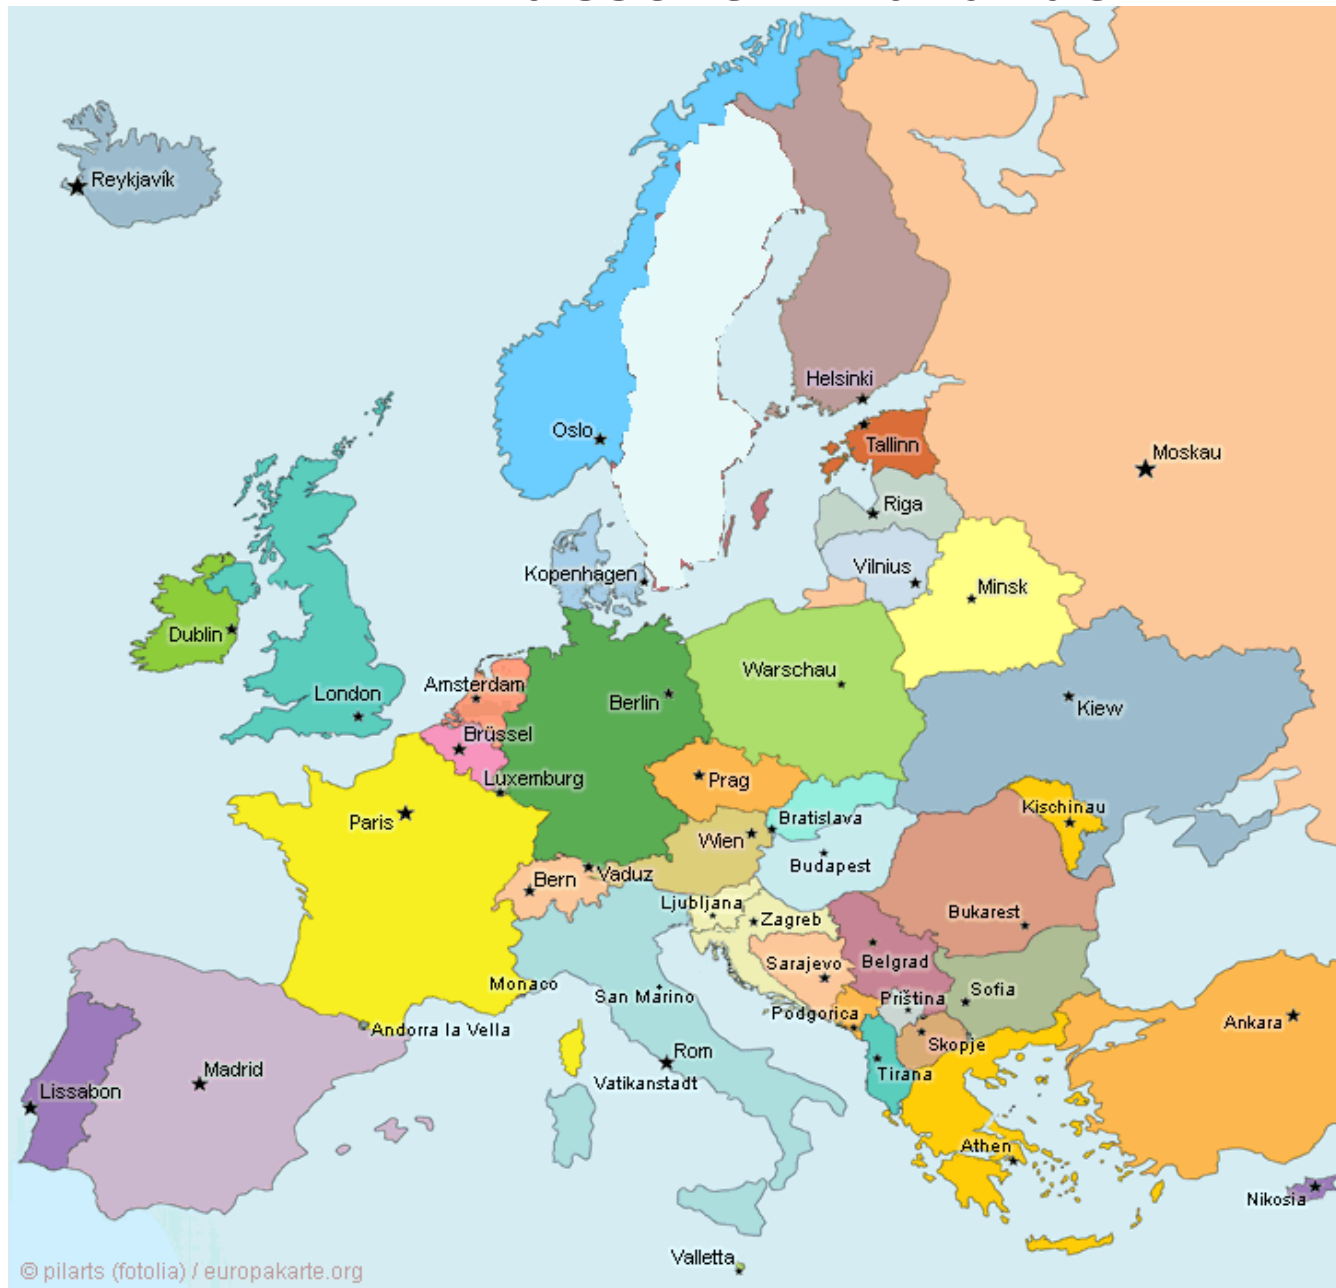 Reykjavík
Helsinki
Oslo
Tallinn
Moskau
Riga
Vilnius
Kopenhagen
Minsk
Dublin
Warschau
Amsterdam
London
Berlin
Kiew
Brüssel
Luxemburg
Prag
Kischinau
Paris
Bratislava
Wien
Budapest
Bern
Vaduz
Ljubljana
Zagreb
Bukarest
Sarajevo
Belgrad
Monaco
San Marino
Priština
Sofia
Podgorica
Andorra la Vella
Ankara
Skopje
Rom
Madrid
Tirana
Vatikanstadt
Lissabon
Athen
Nikosia
Valletta
© pilarts (fotolia) / europakarte.org